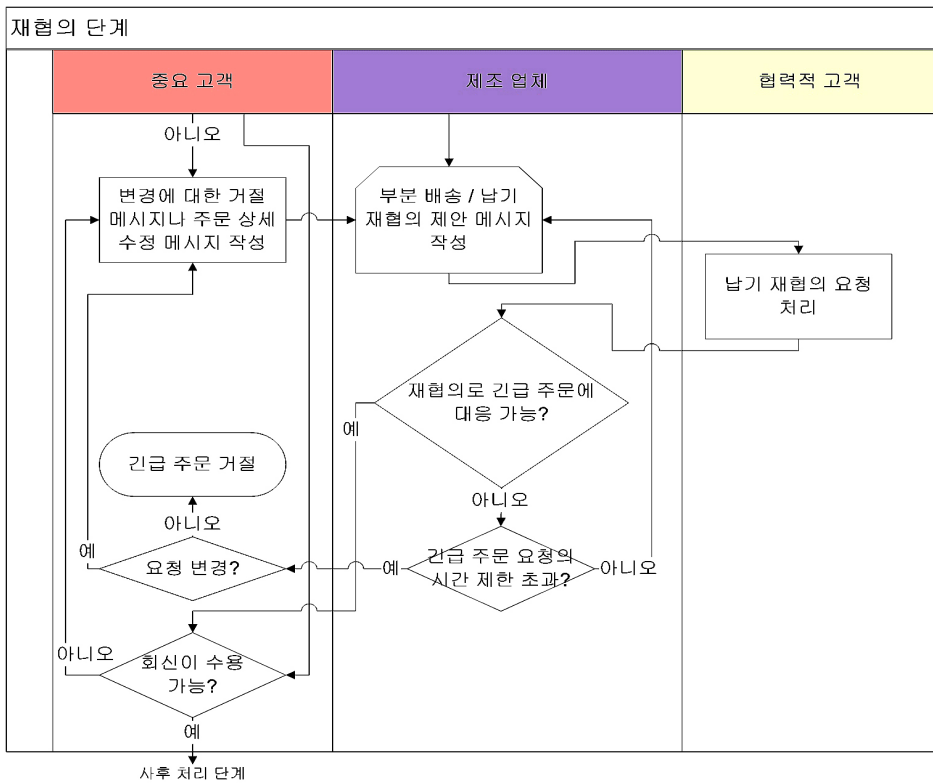 재협의 단계
중요 고객
제조 업체
협력적 고객
아니오
변경에 대한 거절
메시지나 주문 상세
수정 메시지 작성
부분 배송 / 납기
재협의 제안 메시지
작성
납기 재협의 요청
처리
재협의로 긴급 주문에
대응 가능?
예
긴급 주문 거절
아니오
아니오
예
요청 변경?
예
긴급 주문 요청의
시간 제한 초과?
아니오
아니오
회신이 수용
가능?
예
사후 처리 단계